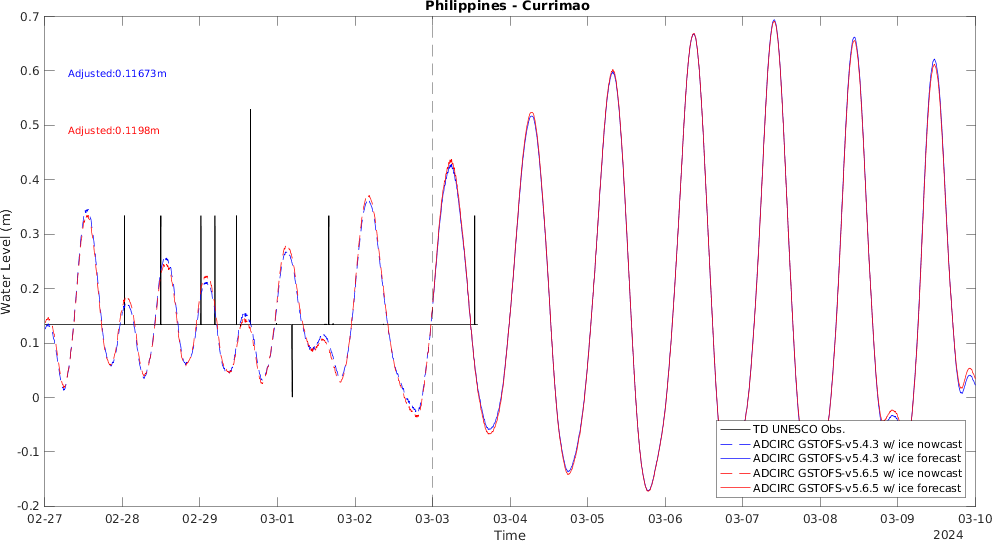 Philippines - Currimao
0.7
0.6
0.5
0.4
0.3
0.2
0.1
0
-0.1
-0.2
Water Level (m)
Adjusted:0.11673m
Adjusted:0.1198m
TD UNESCO Obs.
ADCIRC GSTOFS-v5.4.3 w/ ice nowcast
ADCIRC GSTOFS-v5.4.3 w/ ice forecast
ADCIRC GSTOFS-v5.6.5 w/ ice nowcast
ADCIRC GSTOFS-v5.6.5 w/ ice forecast
02-27 02-28 02-29 03-01 03-02 03-03 03-04 03-05 03-06 03-07 03-08 03-09 03-10
Time
2024